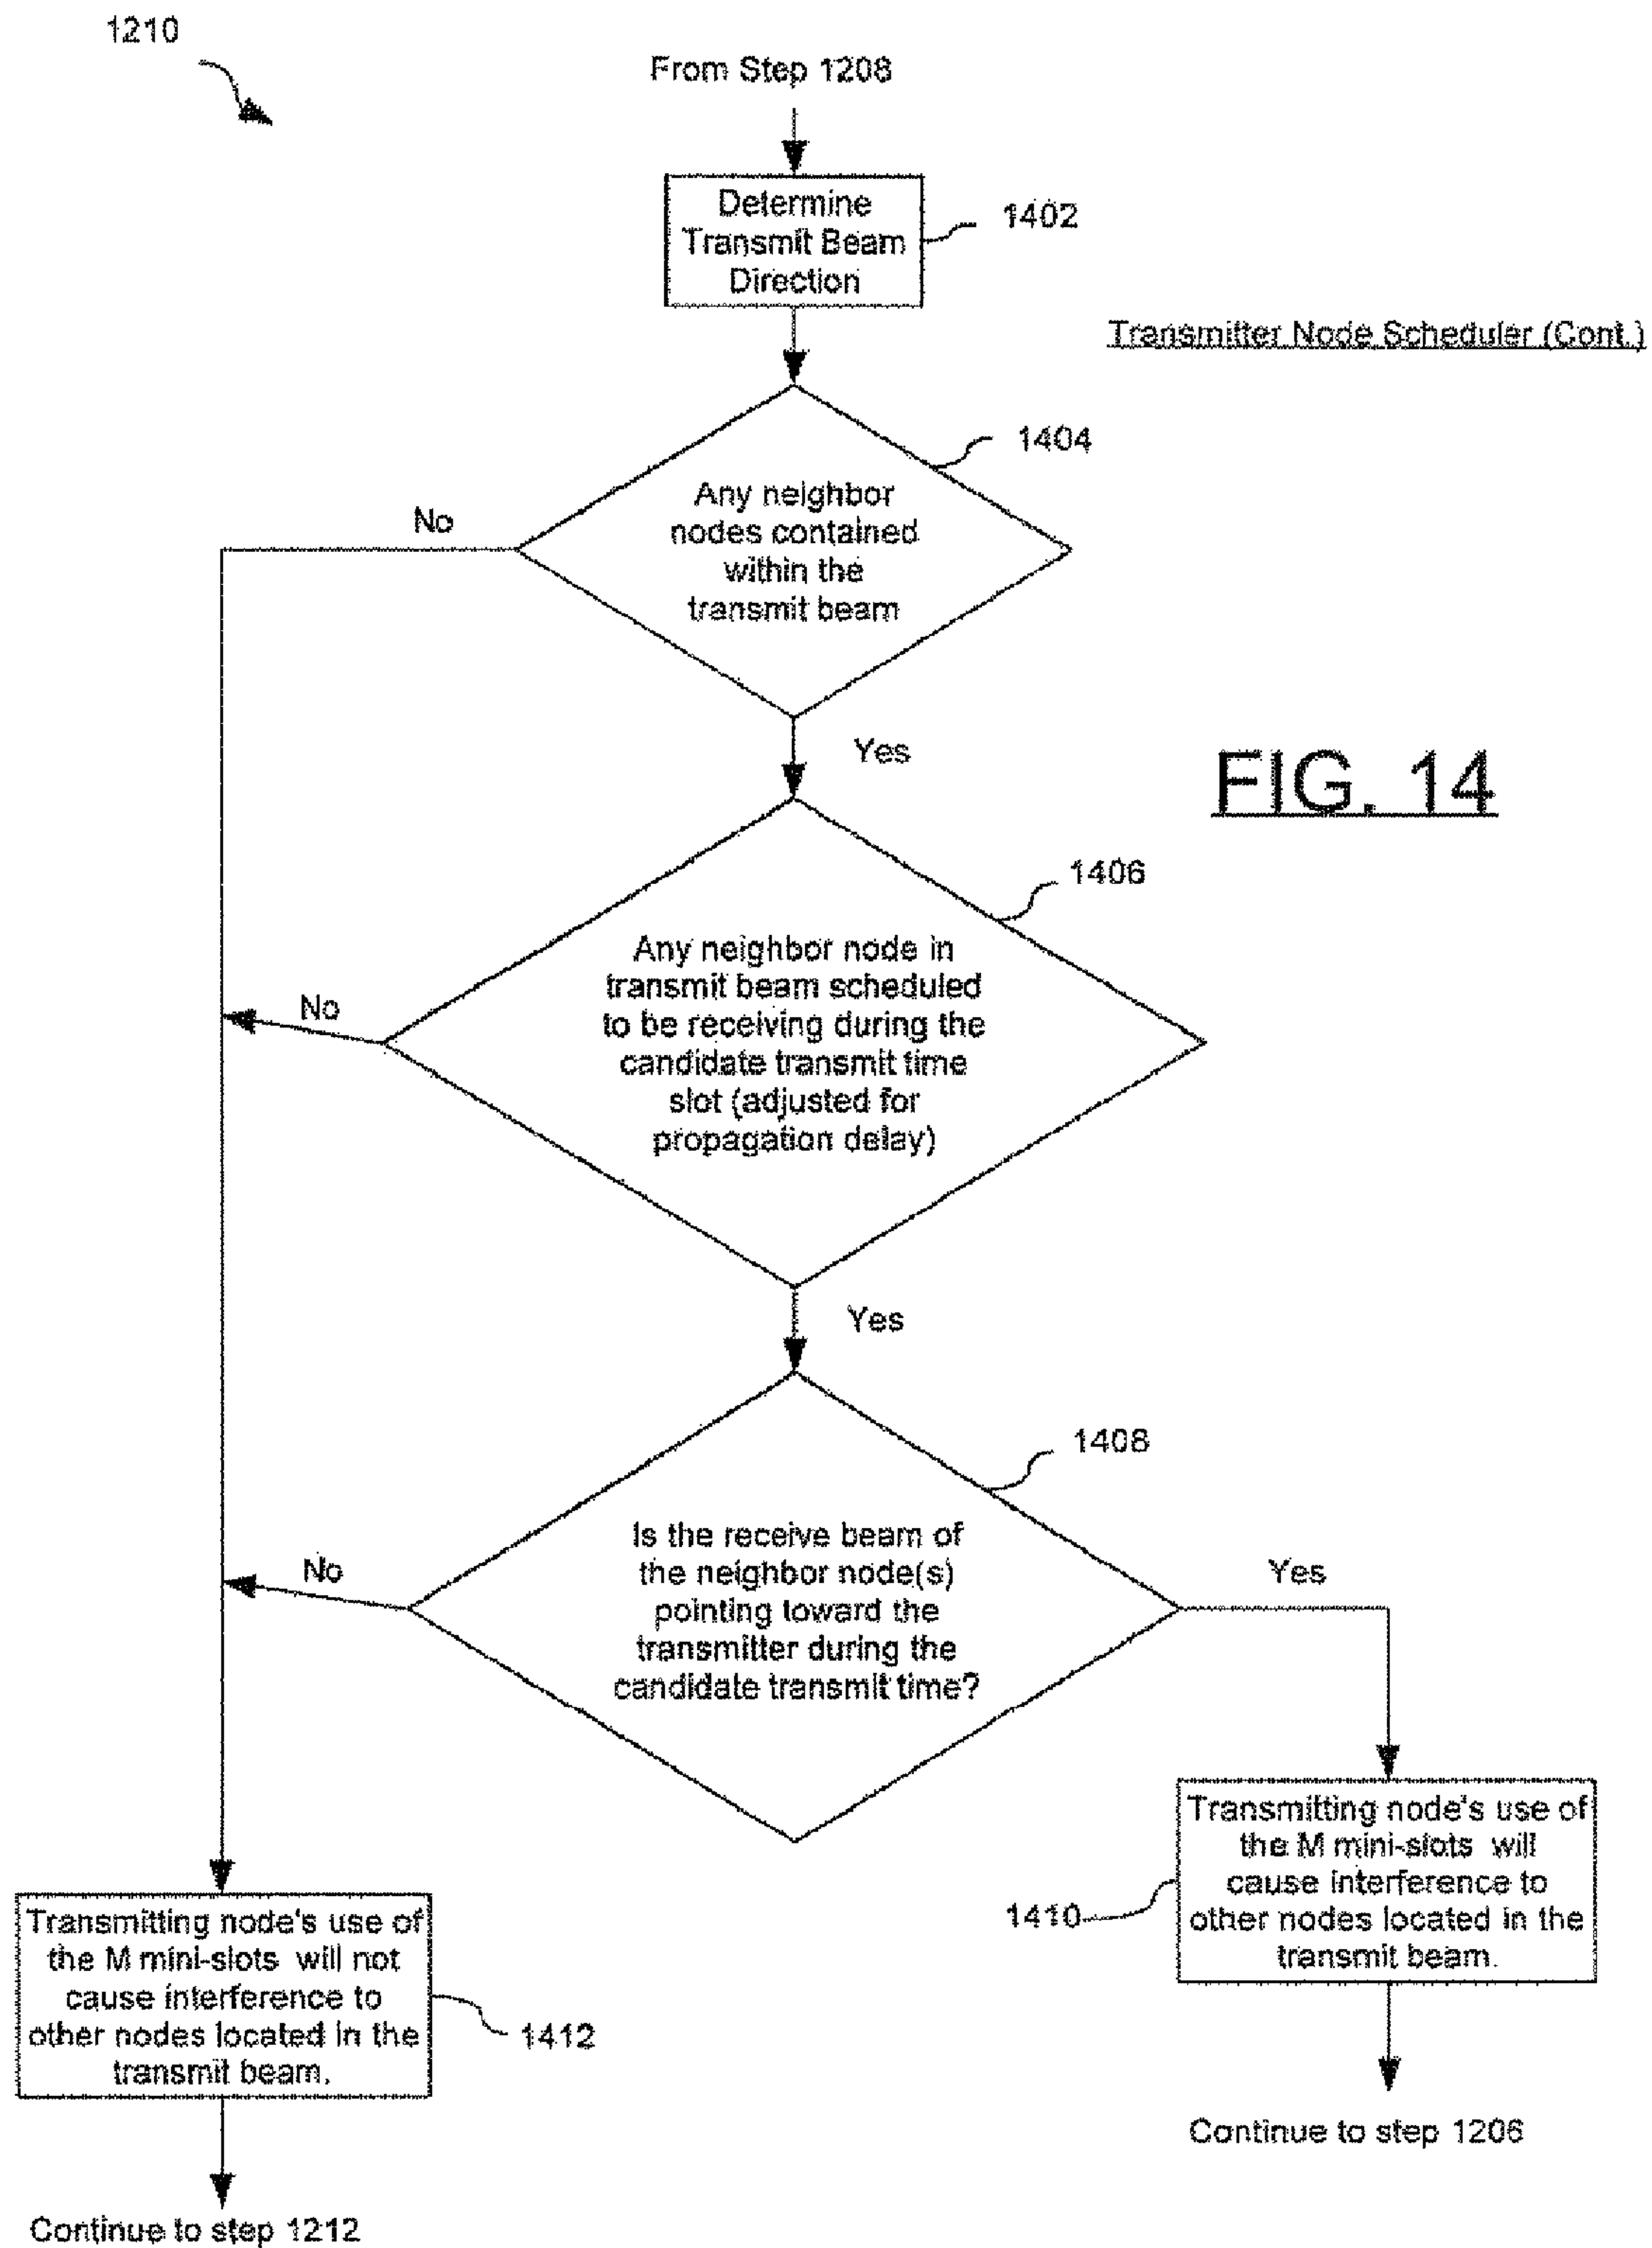 1210
From Step 1208
Determine
Transmit Beam
Direction
1402
Transmitter Node Scheduler (Cont.)
1404
Any neighbor
nodes contained
within the
transmit beam
No
Yes
FIG. 14
1406
Any neighbor node in
transmit beam scheduled
to be receiving during the
candidate transmit time
slot (adjusted for
propagation delay)
No
Yes
1408
Is the receive beam of
the neighbor node(s)
pointing toward the
transmitter during the
candidate transmit time?
No
Yes
Transmitting node's use of
the M mini-slots will
cause interference to
other nodes located in the
transmit beam.
1410
Transmitting node's use of
the M mini-slots will not
cause interference to
other nodes located in the
transmit beam.
1412
Continue to step 1206
Continue to step 1212